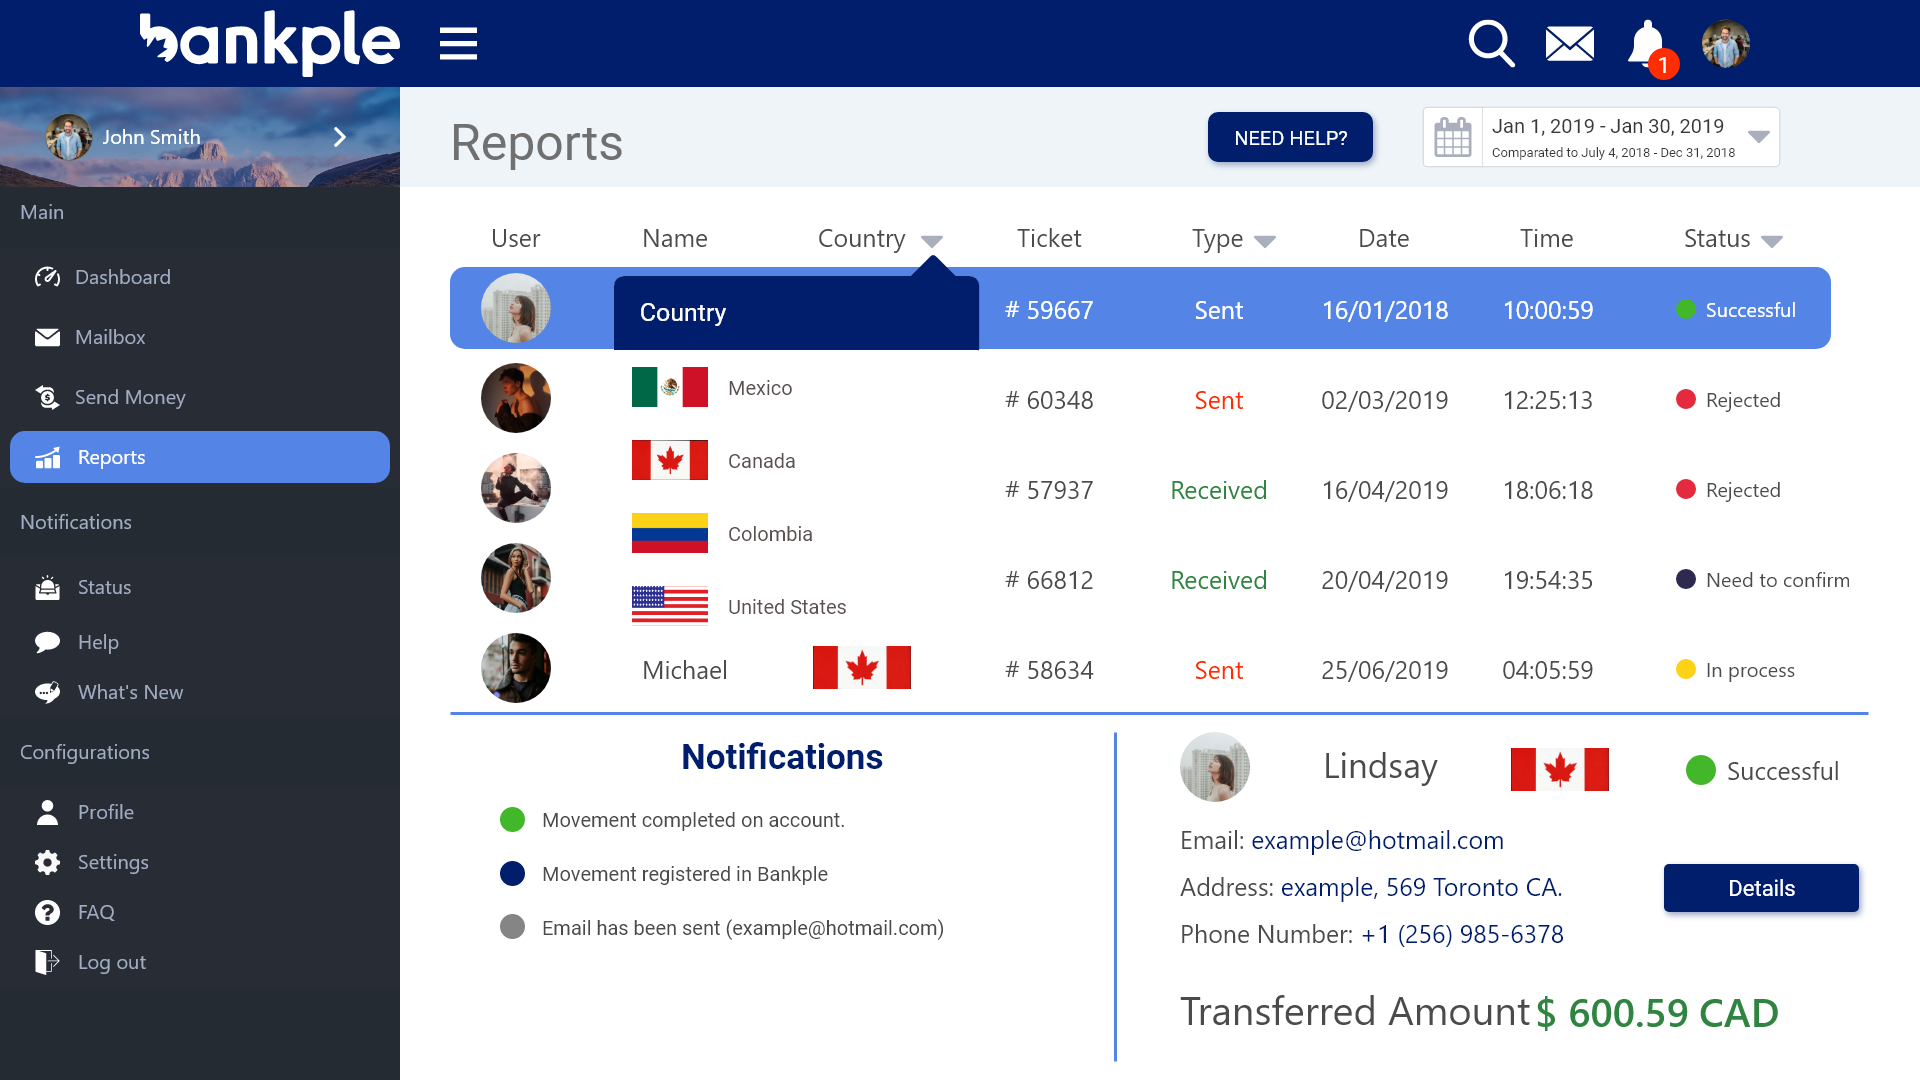 bankple
1
John Smith
Main
Dashboard
Mailbox
Send Money
Reports
Notifications
Status
Help
What's New
Configurations
Profile
Settings
FAQ
Log out
Reports
NEED HELP?
Jan 1, 2019 - Jan 30, 2019
Comparated to July 4, 2018 - Dec 31, 2018
User Name Country Ticket Type Date Time Status
Country
# 59667 Sent 16/01/2018 10:00:59 Successful
Mexico
# 60348 Sent 02/03/2019 12:25:13 Rejected
Canada
# 57937 Received 16/04/2019 18:06:18 Rejected
Colombia
# 66812 Received 20/04/2019 19:54:35 Need to confirm
United States
Michael # 58634 Sent 25/06/2019 04:05:59 In process
Notifications
Movement completed on account.
Movement registered in Bankple
Email has been sent (example@hotmail.com)
Lindsay Successful
Email: example@hotmail.com
Address: example, 569 Toronto CA.
Phone Number: +1 (256) 985-6378
Details
Transferred Amount $ 600.59 CAD